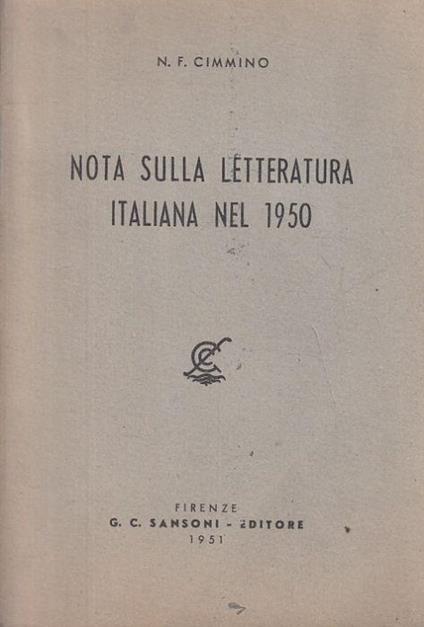 N. F. CIMMINO
NOTA SULLA LETTERATURA
ITALIANA NEL 1950
FIRENZE
G. C. SANSONI - EDITORE
1951